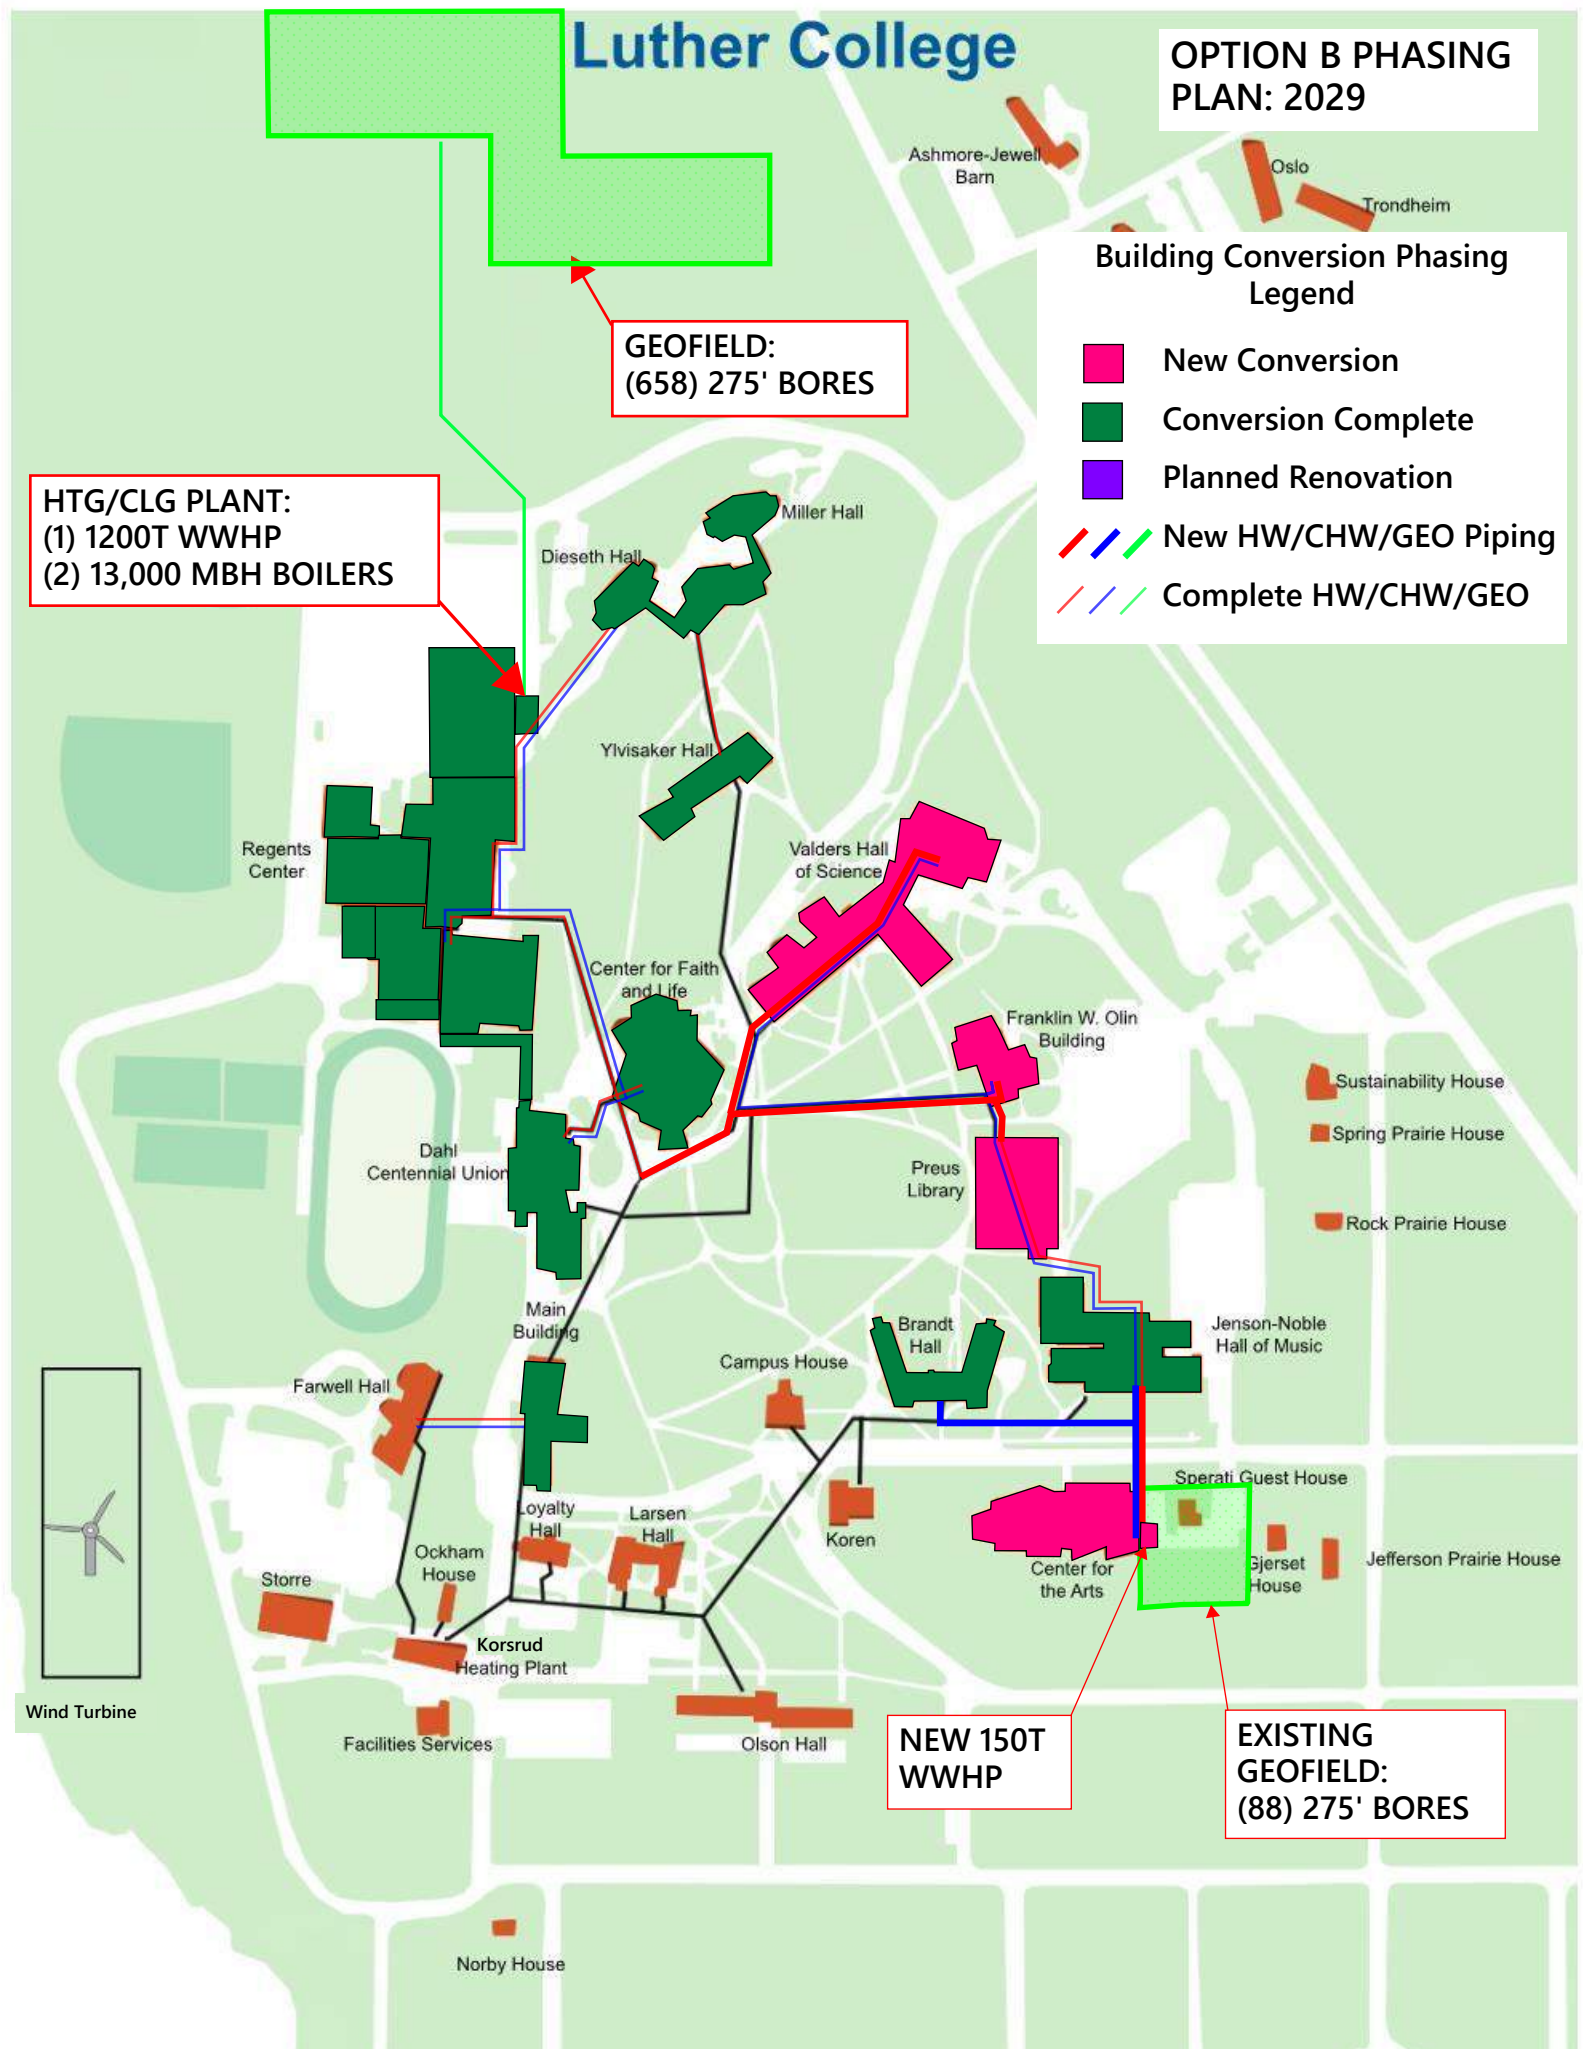 Luther College
OPTION B PHASING
PLAN: 2029
Ashmore-Jewell
Barn
Oslo
Trondheim
Building Conversion Phasing
Legend
New Conversion
Conversion Complete
Planned Renovation
New HW/CHW/GEO Piping
Complete HW/CHW/GEO
GEOFIELD:
(658) 275' BORES
HTG/CLG PLANT:
(1) 1200T WWHP
(2) 13,000 MBH BOILERS
Miller Hall
Dieseth Hall
Ylvisaker Hall
Regents
Center
Valders Hall
of Science
Center for Faith
and Life
Franklin W. Olin
Building
Sustainability House
Spring Prairie House
Dahl
Centennial Union
Preus
Library
Rock Prairie House
Main
Building
Brandt
Hall
Jenson-Noble
Hall of Music
Campus House
Farwell Hall
Sperati Guest House
Loyalty
Hall
Larsen
Hall
Koren
Ockham
House
Center for
the Arts
Gjerset
House
Jefferson Prairie House
Storre
Korsrud
Heating Plant
Wind Turbine
Facilities Services
Olson Hall
NEW 150T
WWHP
EXISTING
GEOFIELD:
(88) 275' BORES
Norby House